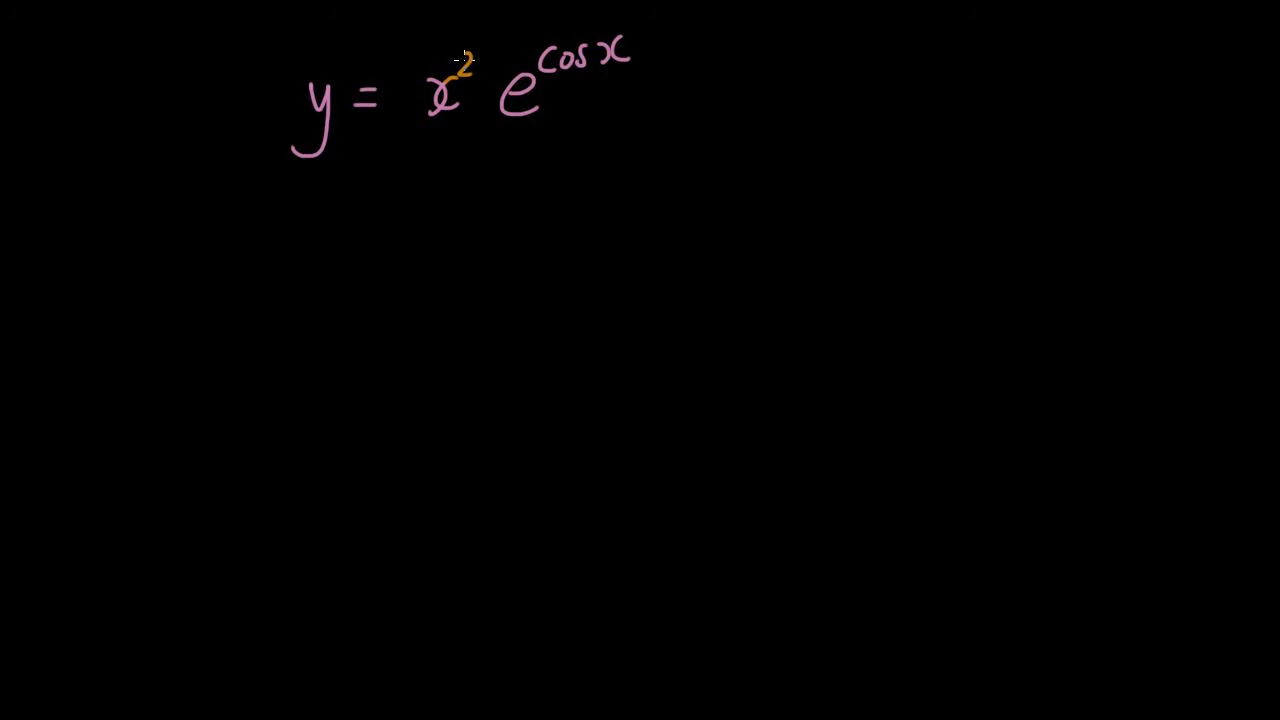 y = x² e^{cos x}